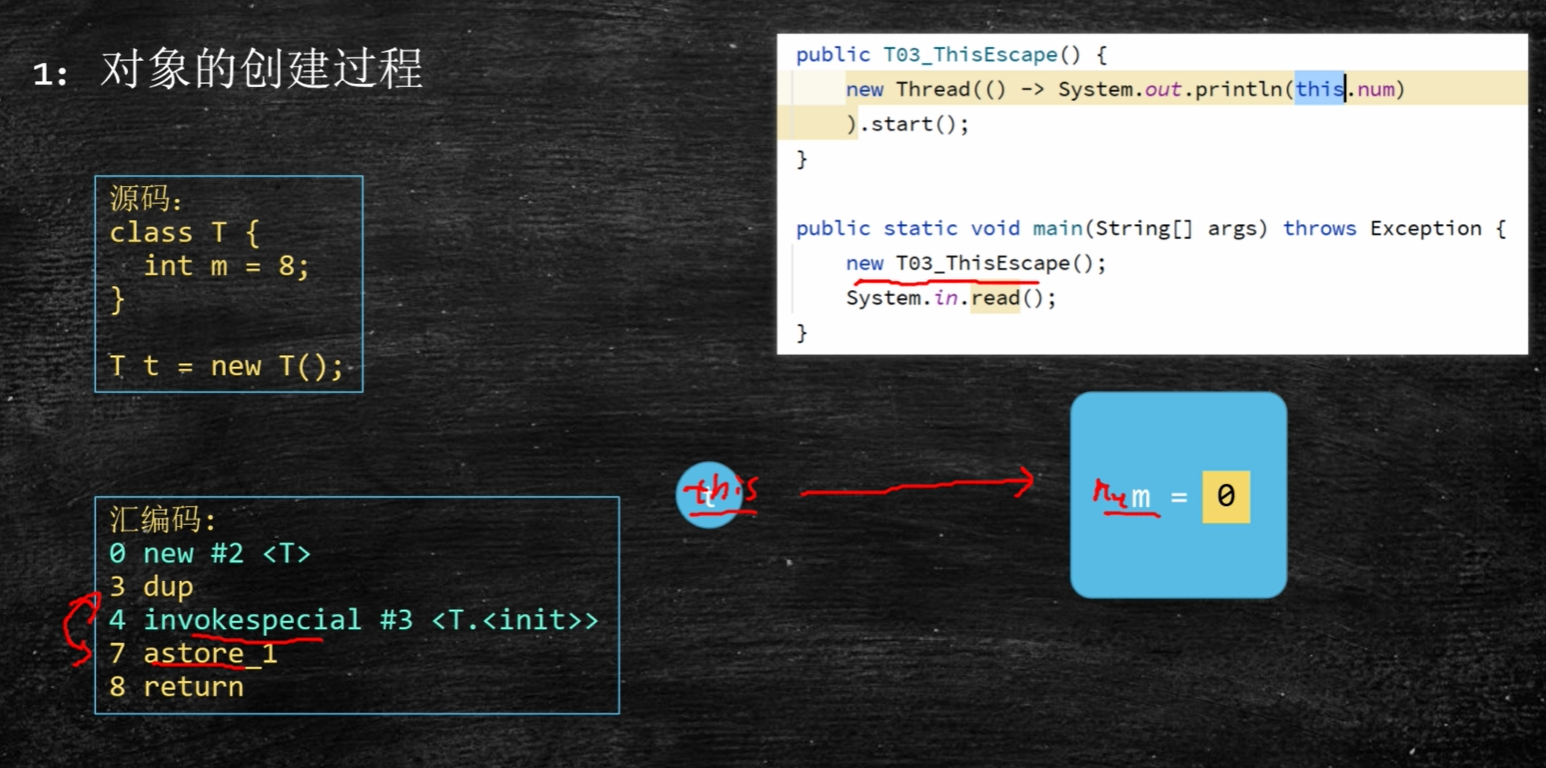 1: 对象的创建过程
源码:
class T {
int m = 8;
}
T t = new T();
汇编码:
0 new #2 <T>
3 dup
4 invokespecial #3 <T.<init>>
7 astore_1
8 return
public T03_ThisEscape() {
new Thread(() -> System.out.println(this.num)
).start();
}
public static void main(String[] args) throws Exception {
new T03_ThisEscape();
System.in.read();
}
this
m = 0